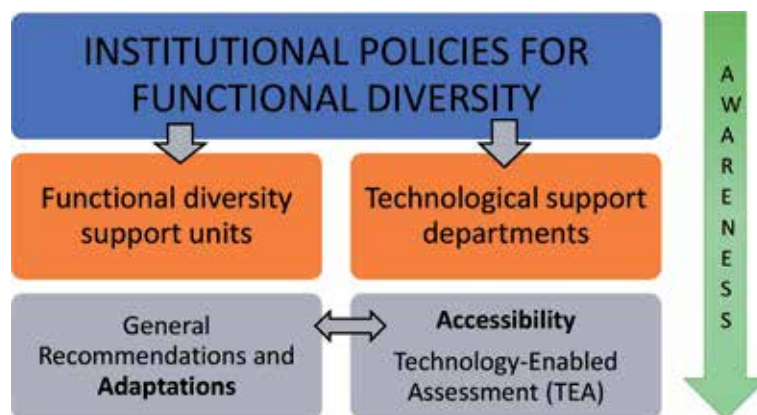 INSTITUTIONAL POLICIES FOR
FUNCTIONAL DIVERSITY
Functional diversity
support units
Technological support
departments
General
Recommendations and
Adaptations
Accessibility
Technology-Enabled
Assessment (TEA)
AWARENESS